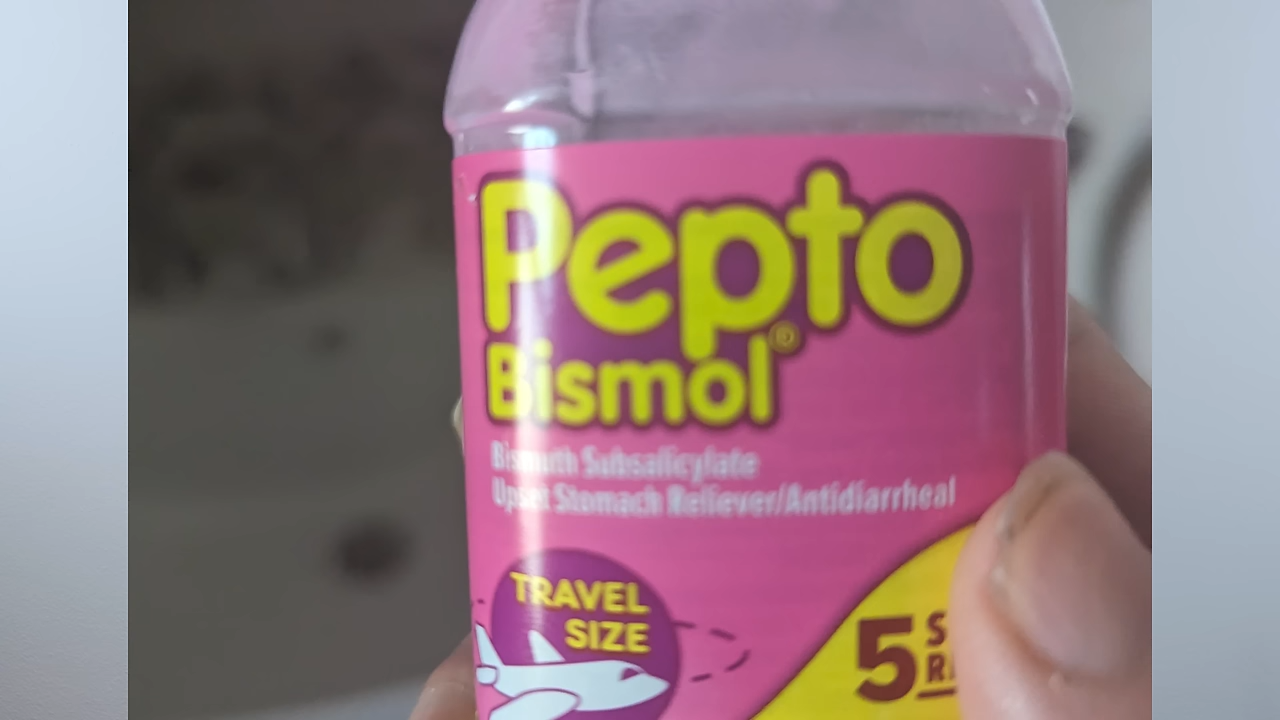 Pepto
Bismol®
Bismuth Subsalicylate
Upset Stomach Reliever/Antidiarrheal
TRAVEL
SIZE
5